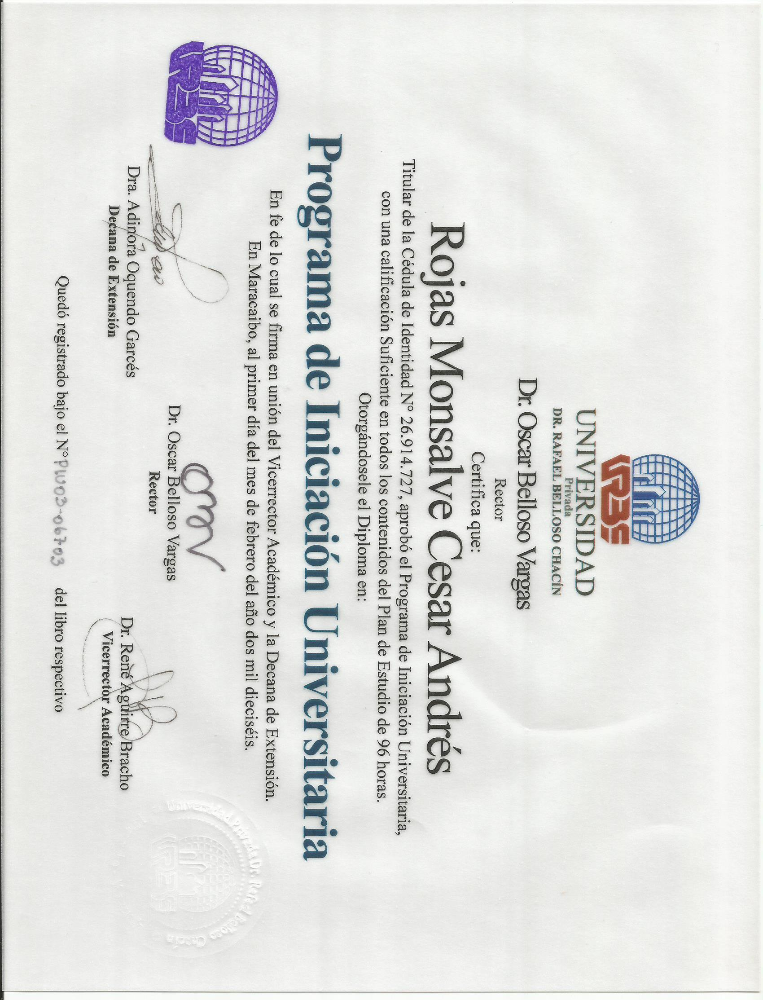 URBE
UNIVERSIDAD
Privada
DR. RAFAEL BELLOSO CHACÍN
Dr. Oscar Belloso Vargas
Rector
Certifica que:
Rojas Monsalve Cesar Andrés
Titular de la Cédula de Identidad N° 26.914.727, aprobó el Programa de Iniciación Universitaria,
con una calificación Suficiente en todos los contenidos del Plan de Estudio de 96 horas.
Otorgándosele el Diploma en:
Programa de Iniciación Universitaria
En fe de lo cual se firma en unión del Vicerrector Académico y la Decana de Extensión.
En Maracaibo, al primer día del mes de febrero del año dos mil dieciséis.
URBE
Dra. Adinora Oquendo Garcés
Decana de Extensión
Dr. Oscar Belloso Vargas
Rector
Dr. René Aguirre Bracho
Vicerrector Académico
Universidad Privada Dr. Rafael Belloso Chacín
URBE
Quedó registrado bajo el N° PIU03-06703 del libro respectivo